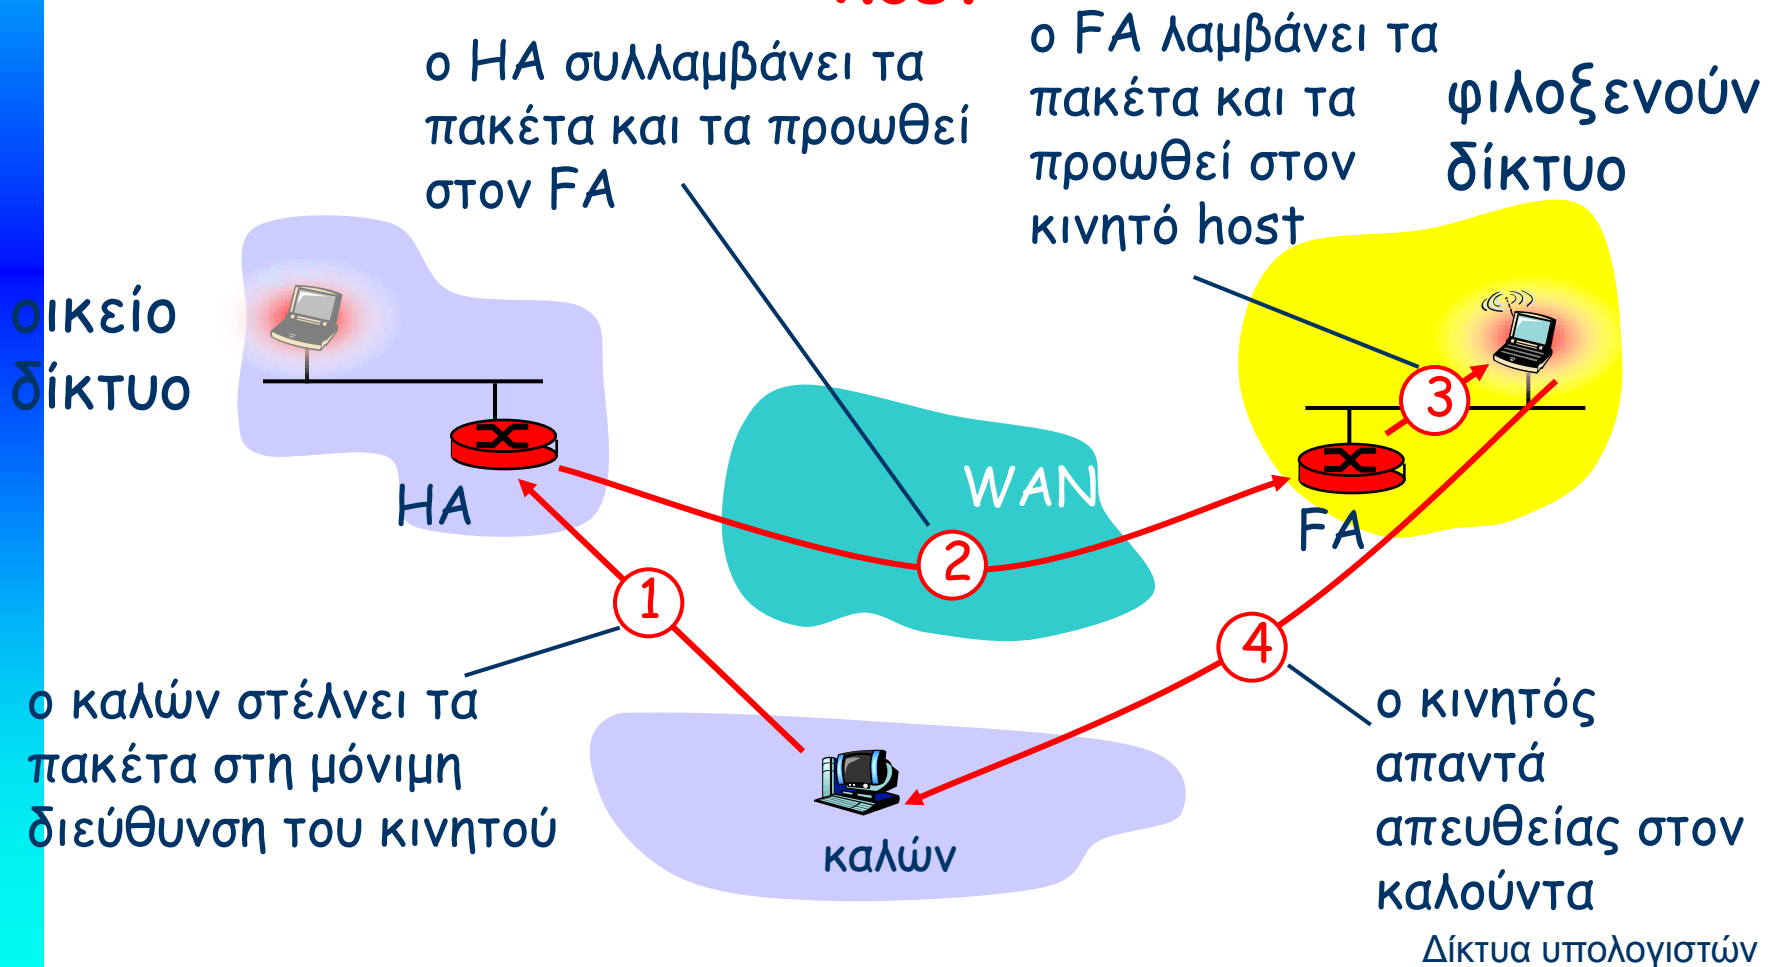 ο HA συλλαμβάνει τα
πακέτα και τα προωθεί
στον FA
ο FA λαμβάνει τα
πακέτα και τα
προωθεί στον
κινητό host
φιλοξενούν
δίκτυο
οικείο
δίκτυο
HA
WAN
FA
1
2
3
4
ο καλών στέλνει τα
πακέτα στη μόνιμη
διεύθυνση του κινητού
καλών
ο κινητός
απαντά
απευθείας στον
καλούντα
Δίκτυα υπολογιστών